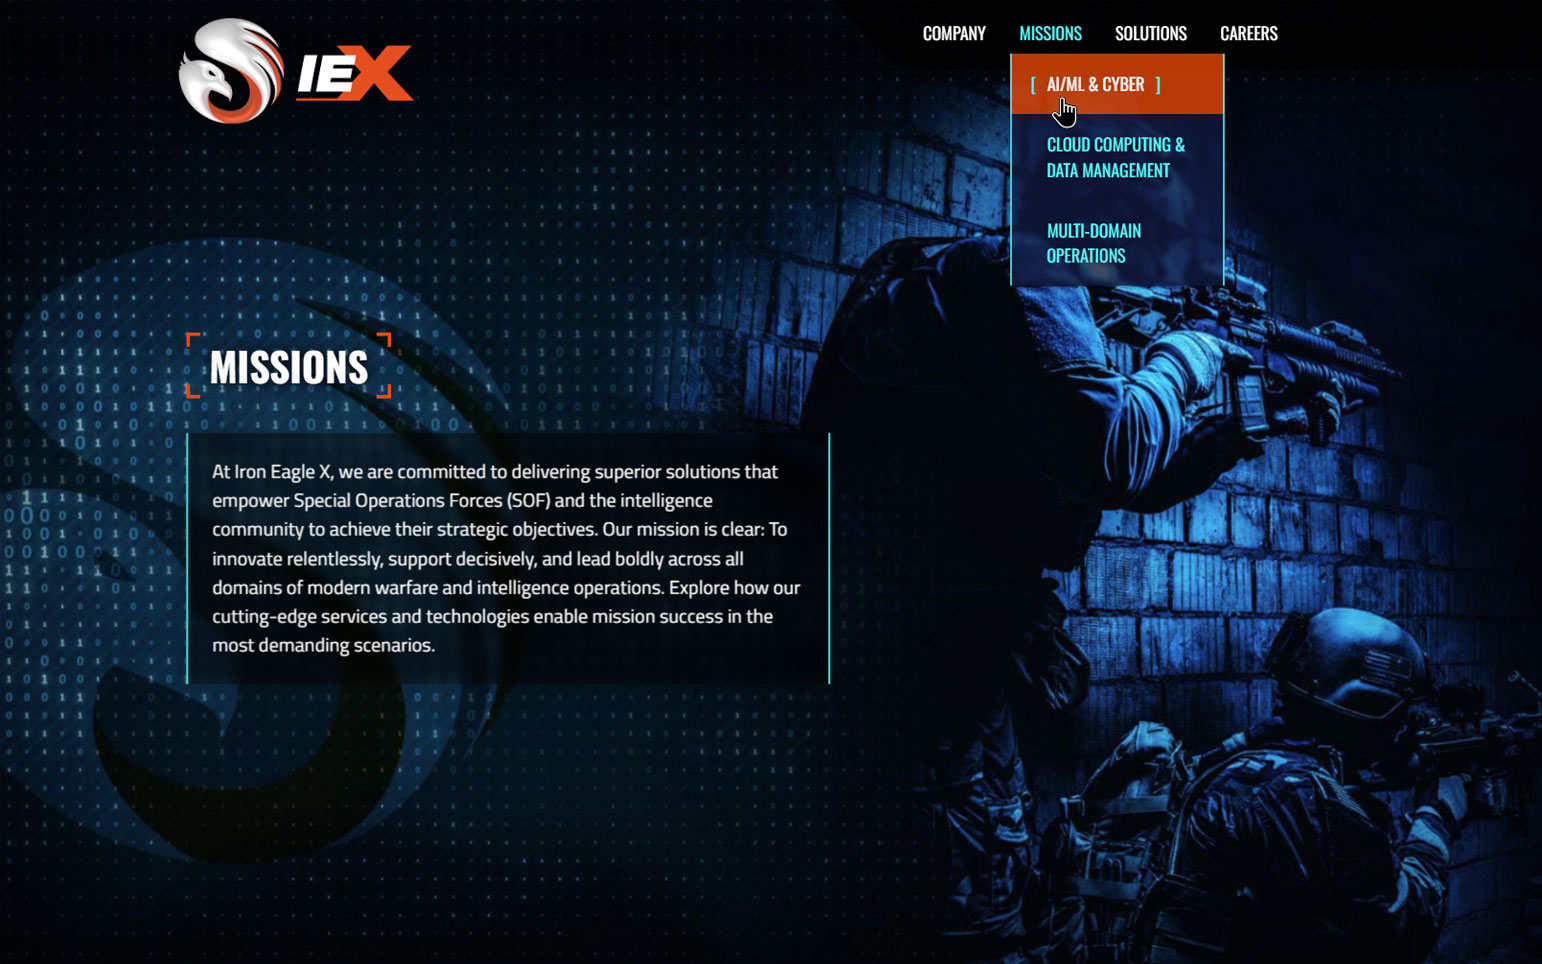 IEX
COMPANY
MISSIONS
SOLUTIONS
CAREERS
[ AI/ML & CYBER ]
CLOUD COMPUTING &
DATA MANAGEMENT
MULTI-DOMAIN
OPERATIONS
MISSIONS
At Iron Eagle X, we are committed to delivering superior solutions that
empower Special Operations Forces (SOF) and the intelligence
community to achieve their strategic objectives. Our mission is clear: To
innovate relentlessly, support decisively, and lead boldly across all
domains of modern warfare and intelligence operations. Explore how our
cutting-edge services and technologies enable mission success in the
most demanding scenarios.